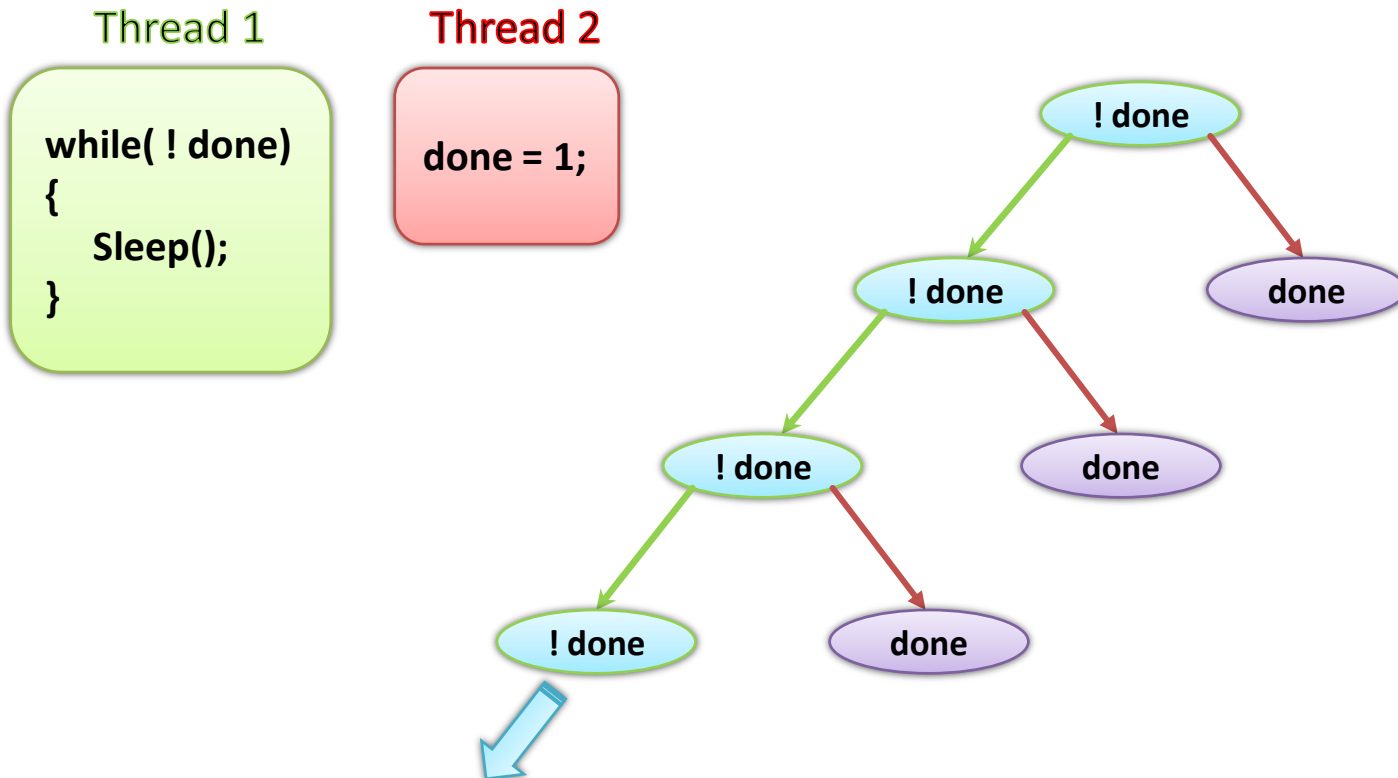 Thread 1
while( ! done)
{
Sleep();
}
Thread 2
done = 1;
! done
! done
done
! done
done
! done
done